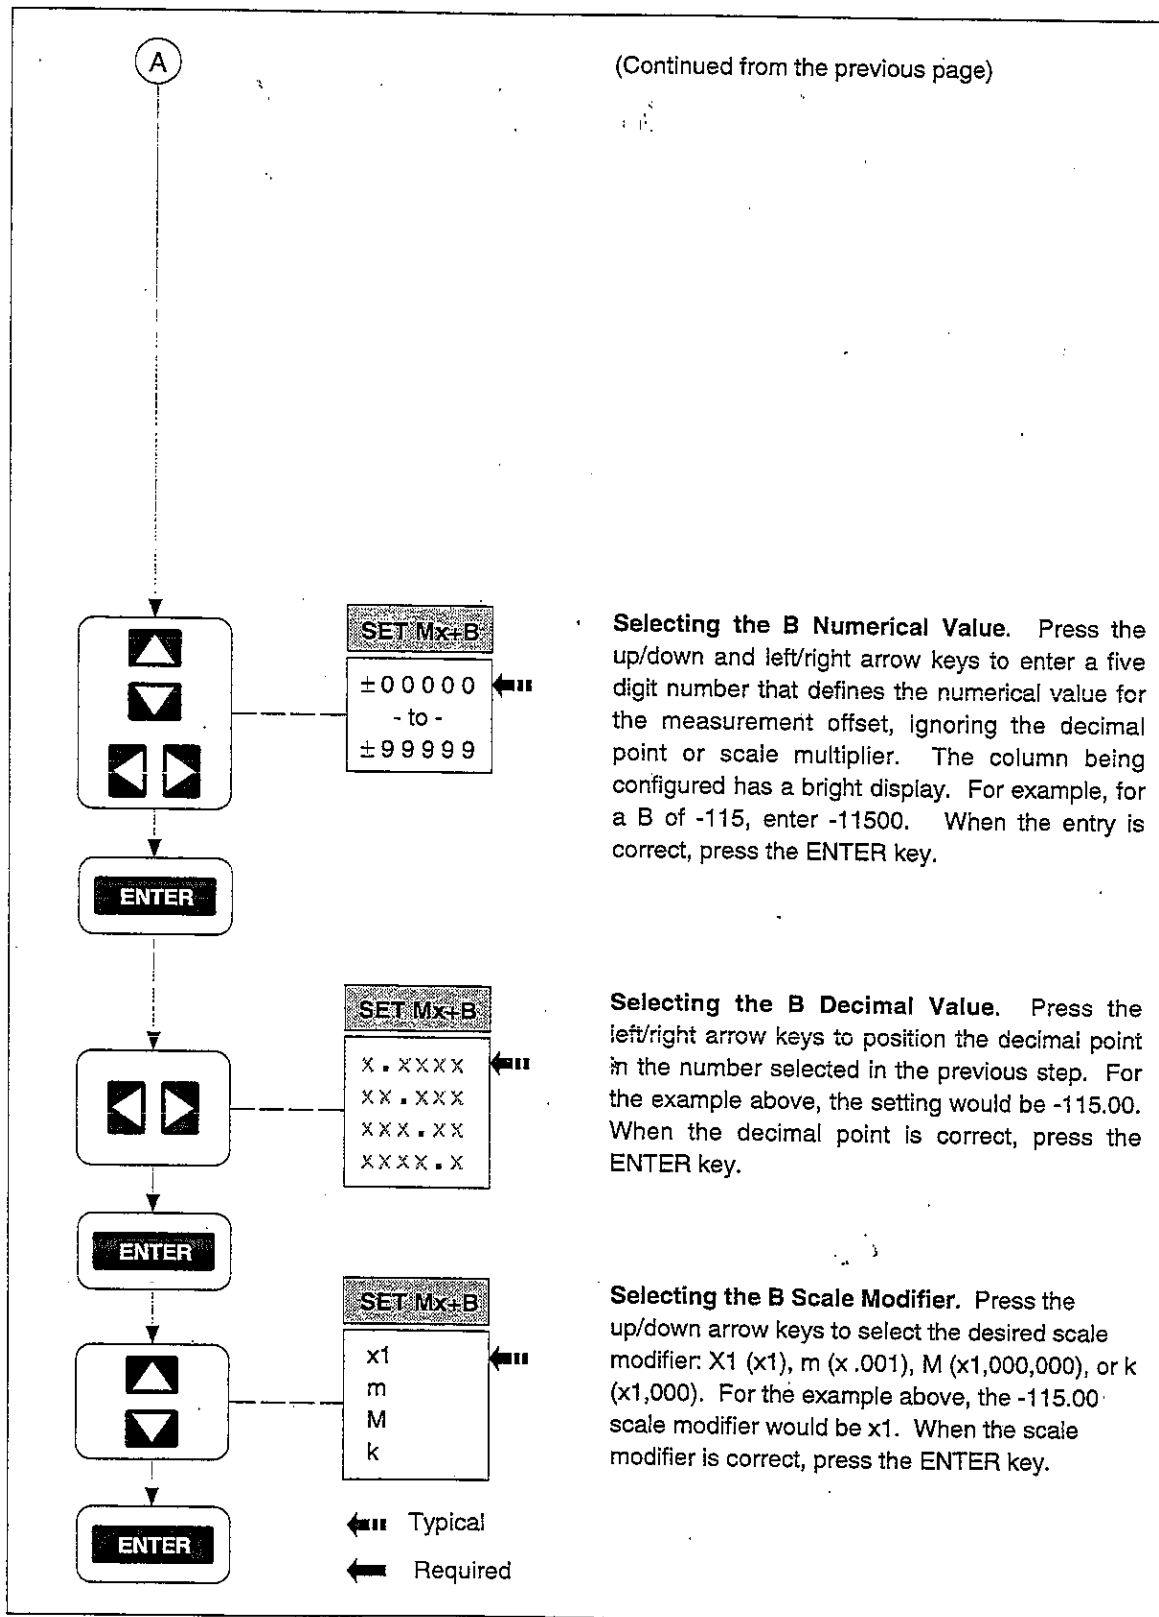 A
(Continued from the previous page)
SET Mx+B
±00000
- to -
±99999
Selecting the B Numerical Value. Press the
up/down and left/right arrow keys to enter a five
digit number that defines the numerical value for
the measurement offset, ignoring the decimal
point or scale multiplier. The column being
configured has a bright display. For example, for
a B of -115, enter -11500. When the entry is
correct, press the ENTER key.
ENTER
SET Mx+B
x.xxxx
xx.xxx
xxx.xx
xxxx.x
Selecting the B Decimal Value. Press the
left/right arrow keys to position the decimal point
in the number selected in the previous step. For
the example above, the setting would be -115.00.
When the decimal point is correct, press the
ENTER key.
ENTER
SET Mx+B
x1
m
M
k
Selecting the B Scale Modifier. Press the
up/down arrow keys to select the desired scale
modifier: X1 (x1), m (x .001), M (x1,000,000), or k
(x1,000). For the example above, the -115.00
scale modifier would be x1. When the scale
modifier is correct, press the ENTER key.
ENTER
Typical
Required